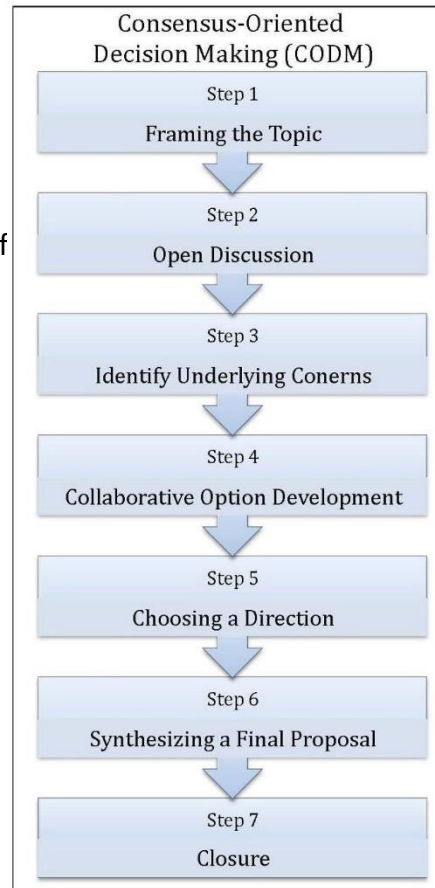 Consensus-Oriented
Decision Making (CODM)
Step 1
Framing the Topic
Step 2
f
Open Discussion
Step 3
Identify Underlying Conerns
Step 4
Collaborative Option Development
Step 5
Choosing a Direction
Step 6
Synthesizing a Final Proposal
Step 7
Closure